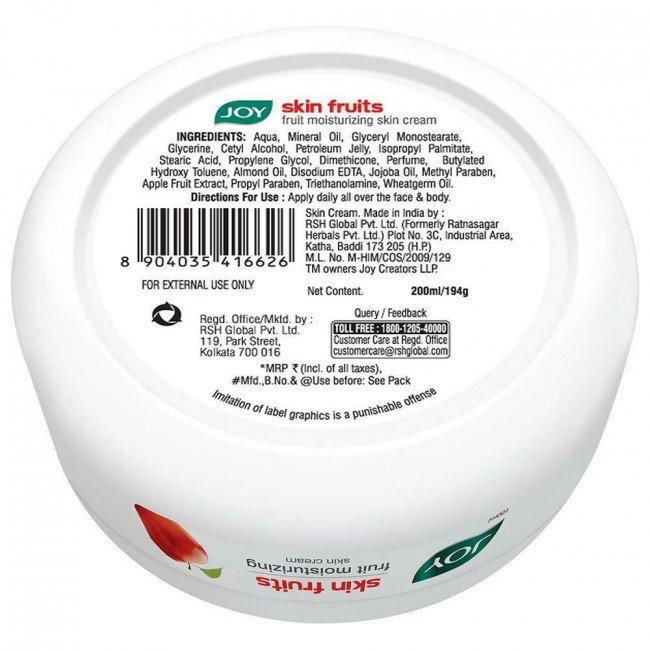 JOY skin fruits
fruit moisturizing skin cream
INGREDIENTS: Aqua, Mineral Oil, Glyceryl Monostearate,
Glycerine, Cetyl Alcohol, Petroleum Jelly, Isopropyl Palmitate,
Stearic Acid, Propylene Glycol, Dimethicone, Perfume, Butylated
Hydroxy Toluene, Almond Oil, Disodium EDTA, Jojoba Oil, Methyl Paraben,
Apple Fruit Extract, Propyl Paraben, Triethanolamine, Wheatgerm Oil.
Directions For Use : Apply daily all over the face & body.
8 904035 416626
Skin Cream. Made in India by :
RSH Global Pvt. Ltd. (Formerly Ratnasagar
Herbals Pvt. Ltd.) Plot No. 3C, Industrial Area,
Katha, Baddi 173 205 (H.P.)
M.L. No. M-HIM/COS/2009/129
TM owners Joy Creators LLP.
FOR EXTERNAL USE ONLY
Net Content. 200ml/194g
Regd. Office/Mktd. by :
RSH Global Pvt. Ltd.
119, Park Street,
Kolkata 700 016
Query / Feedback
TOLL FREE : 1800-1205-40000
Customer Care at Regd. Office
customercare@rshglobal.com
*MRP ₹ (Incl. of all taxes),
#Mfd.,B.No.& @Use before: See Pack
Imitation of label graphics is a punishable offense
JOY
skin fruits
fruit moisturizing
skin cream